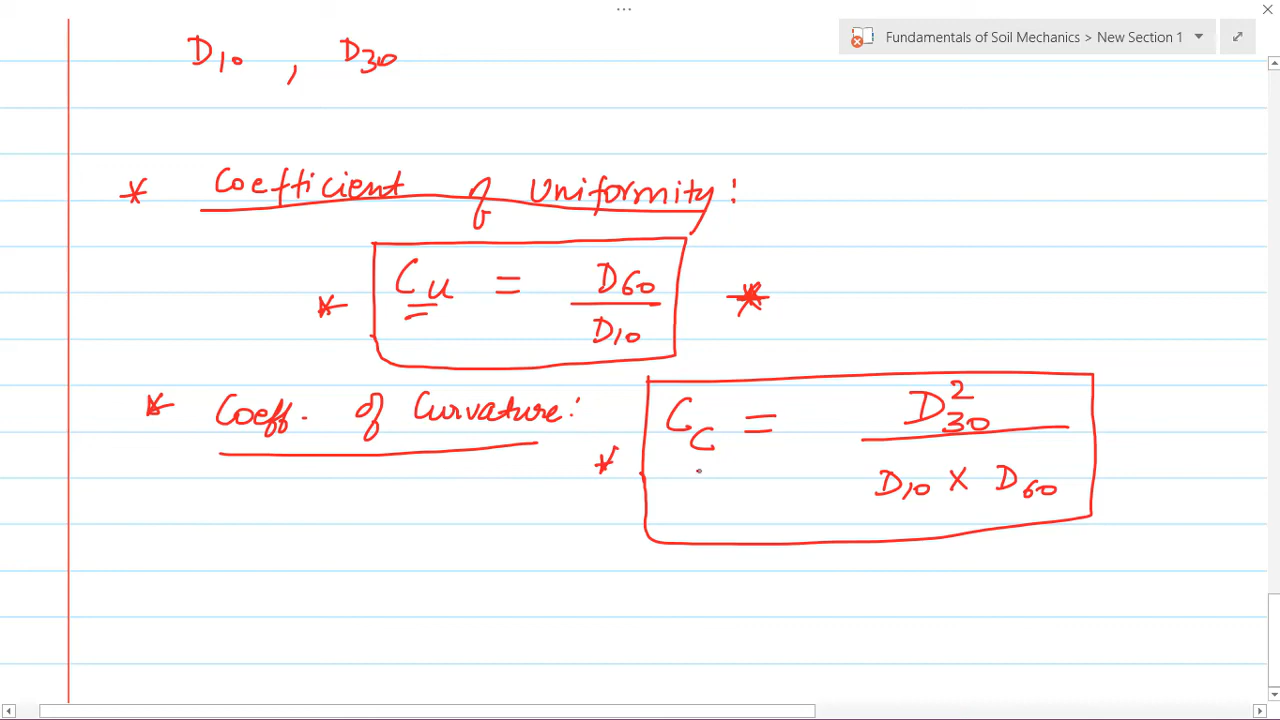 Fundamentals of Soil Mechanics > New Section 1
D10 , D30
* Coefficient of Uniformity :
* Cu = D60 / D10 *
* Coeff. of Curvature :
* Cc = D30² / D10 × D60